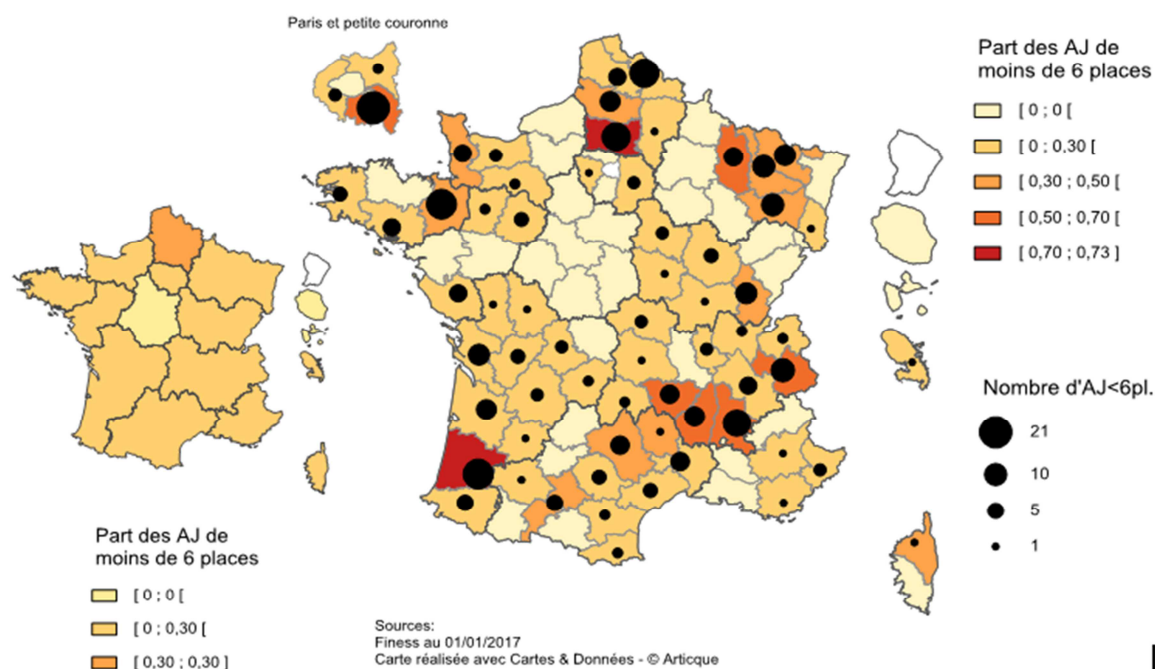 Paris et petite couronne
Part des AJ de
moins de 6 places
[ 0 ; 0 [
[ 0 ; 0,30 [
[ 0,30 ; 0,50 [
[ 0,50 ; 0,70 [
[ 0,70 ; 0,73 ]
Nombre d'AJ<6pl.
21
10
5
1
Part des AJ de
moins de 6 places
[ 0 ; 0 [
[ 0 ; 0,30 [
[ 0,30 ; 0,30 ]
Sources:
Finess au 01/01/2017
Carte réalisée avec Cartes & Données - © Articque